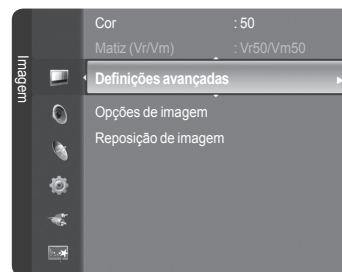 Imagem
Cor : 50
Matiz (Vr/Vm) : Vr50/Vm50
Definições avançadas
Opções de imagem
Reposição de imagem